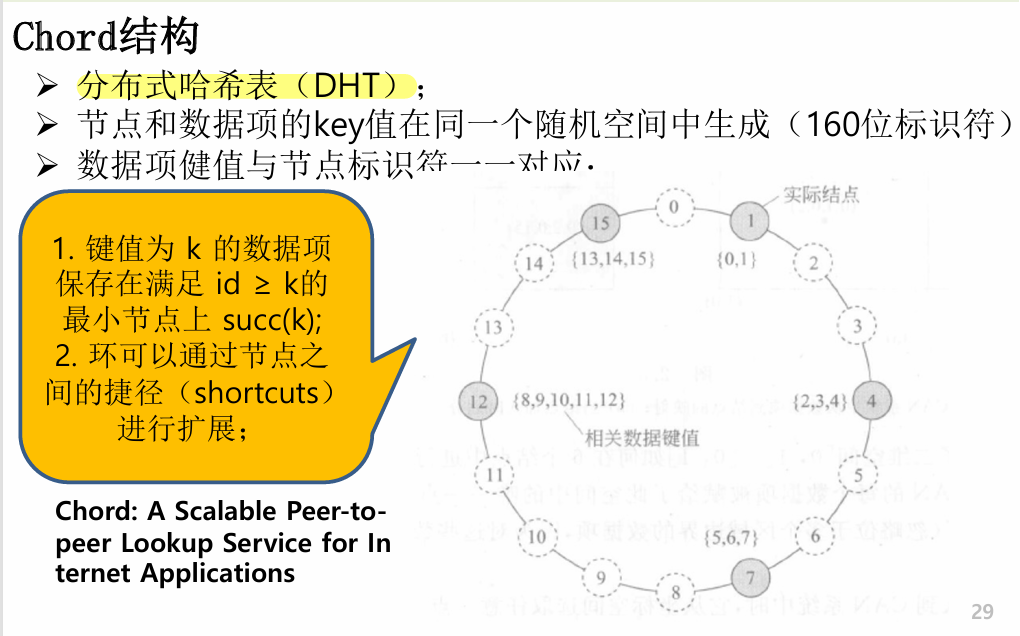 Chord结构
➢ 分布式哈希表（DHT）；
➢ 节点和数据项的key值在同一个随机空间中生成（160位标识符）
➢ 数据项健值与节点标识符一一对应；
1. 键值为 k 的数据项
保存在满足 id ≥ k的
最小节点上 succ(k);
2. 环可以通过节点之
间的捷径（shortcuts）
进行扩展；
Chord: A Scalable Peer-to-
peer Lookup Service for In
ternet Applications
实际结点
0
15
1
{13,14,15}
{0,1}
14
2
13
3
12
{8,9,10,11,12}
{2,3,4}
4
相关数据键值
11
5
10
{5,6,7}
6
9
7
8
29